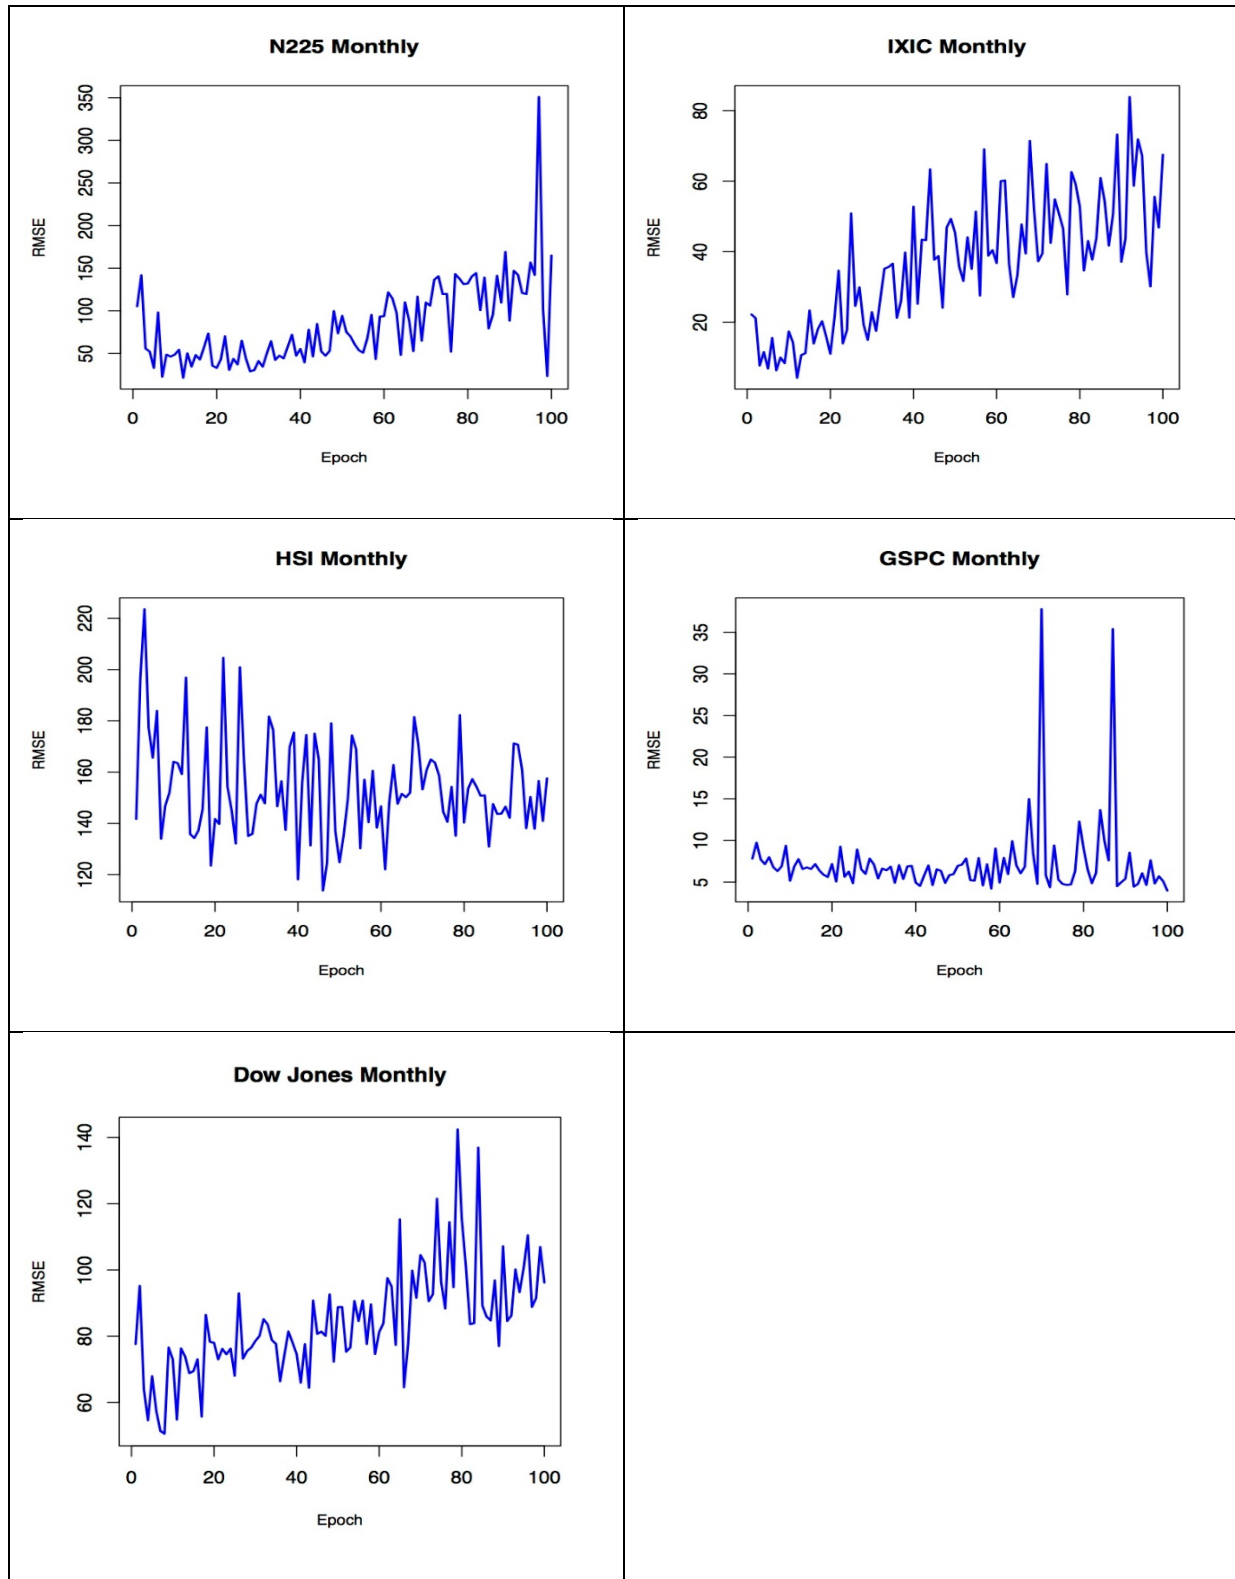 N225 Monthly
RMSE
350
300
250
200
150
100
50
0 20 40 60 80 100
Epoch
IXIC Monthly
RMSE
80
60
40
20
0 20 40 60 80 100
Epoch
HSI Monthly
RMSE
220
200
180
160
140
120
0 20 40 60 80 100
Epoch
GSPC Monthly
RMSE
35
30
25
20
15
10
5
0 20 40 60 80 100
Epoch
Dow Jones Monthly
RMSE
140
120
100
80
60
0 20 40 60 80 100
Epoch